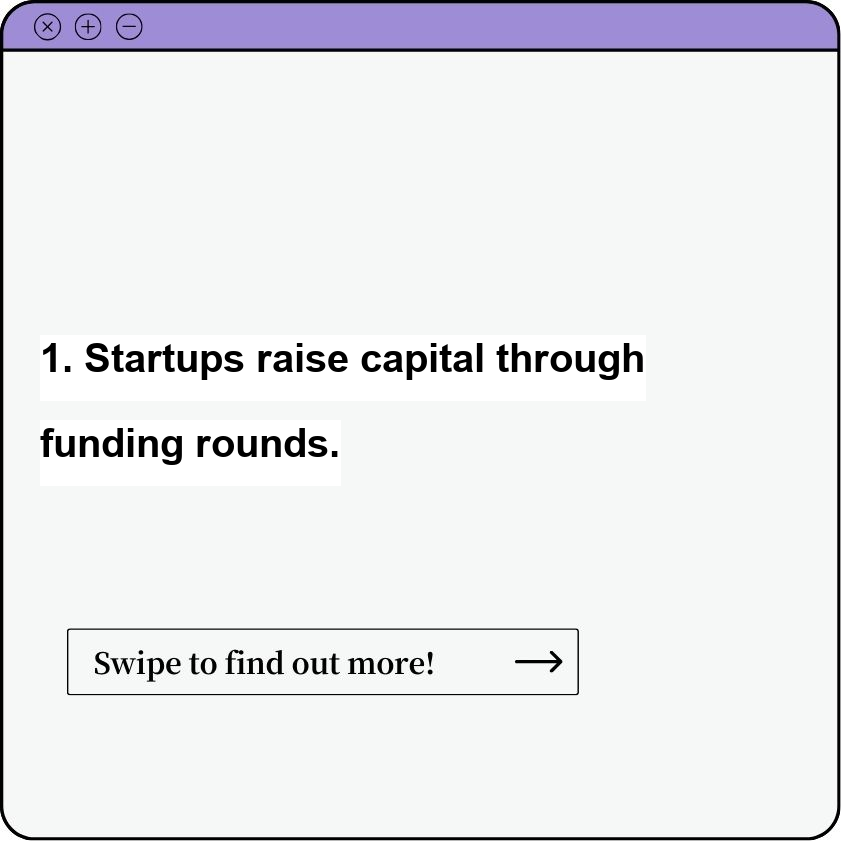 1. Startups raise capital through
funding rounds.
Swipe to find out more!